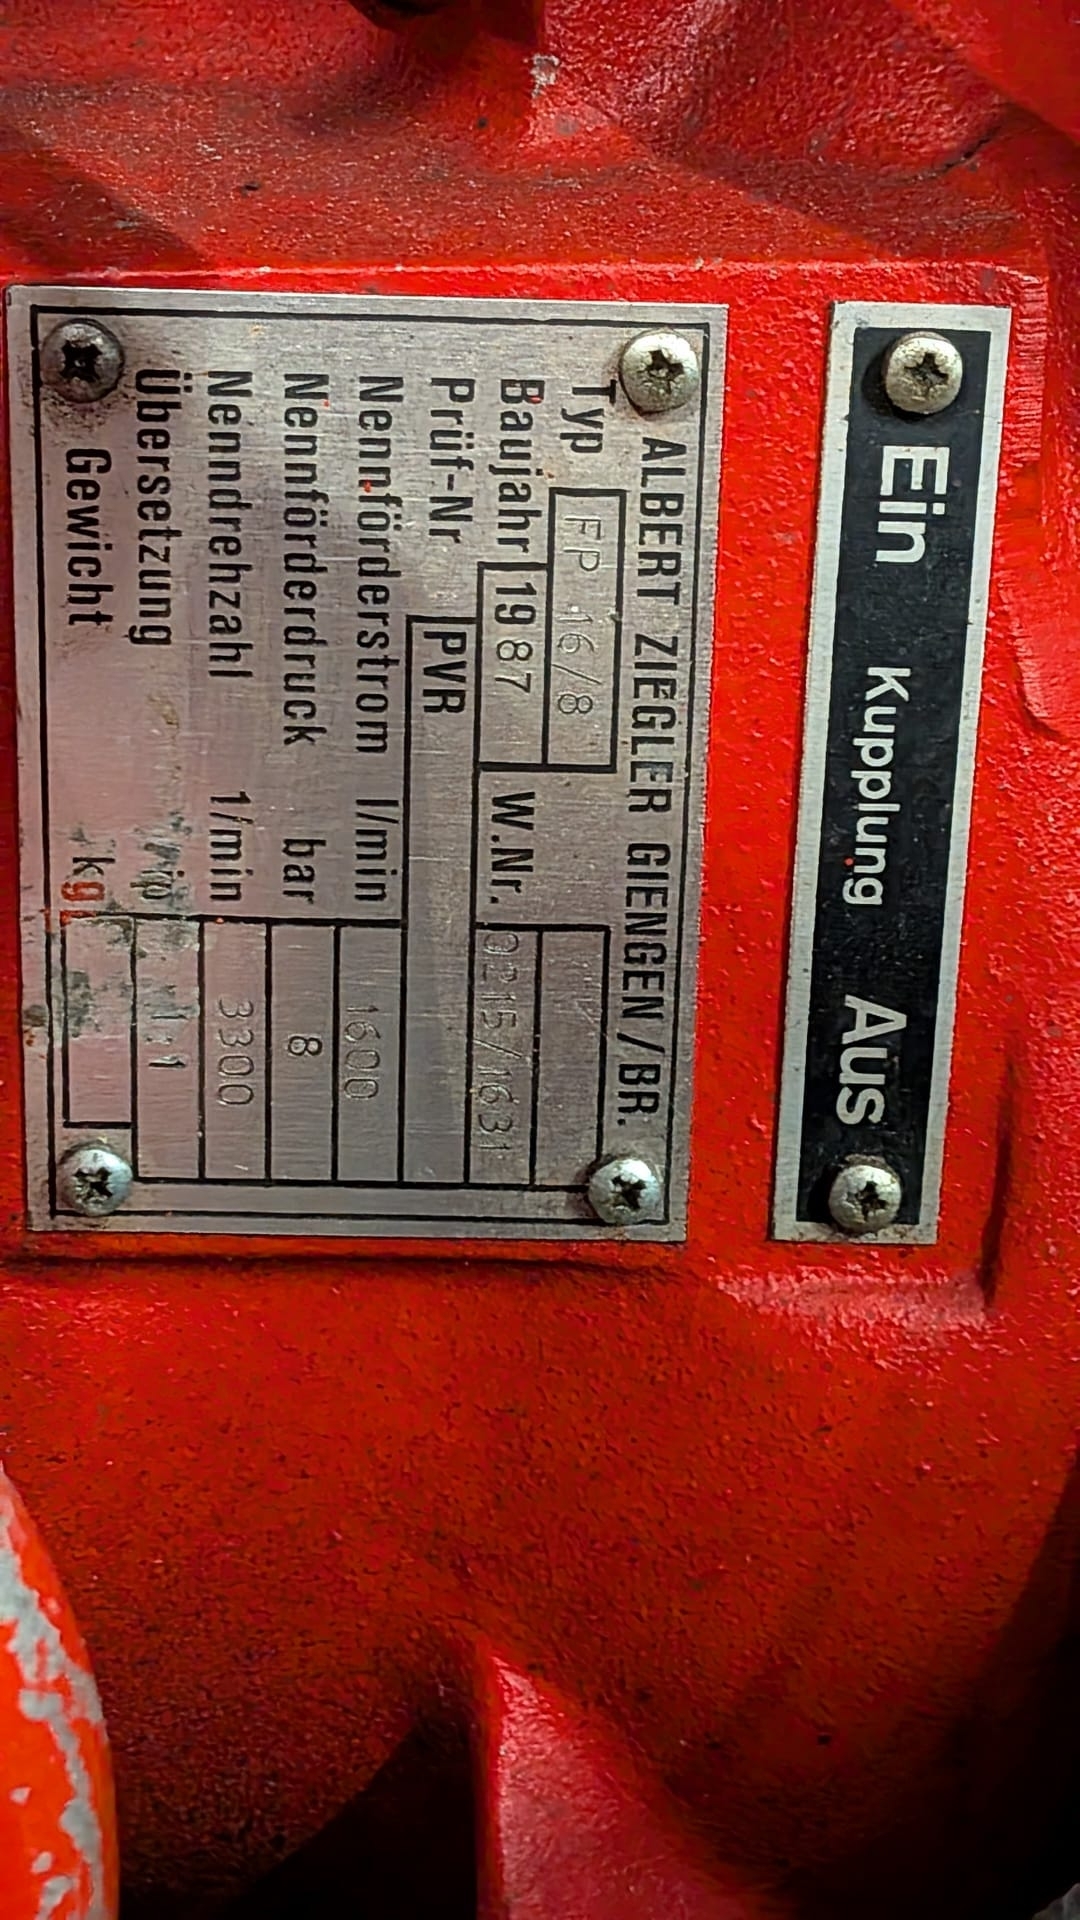 Ein Kupplung Aus
ALBERT ZIEGLER GIENGEN/BR.
Typ FP 16/8
Baujahr 1987 W.Nr. 0215/1631
Prüf-Nr PVR
Nennförderstrom l/min 1600
Nennförderdruck bar 8
Nenndrehzahl 1/min 3300
Übersetzung :1
Gewicht kg